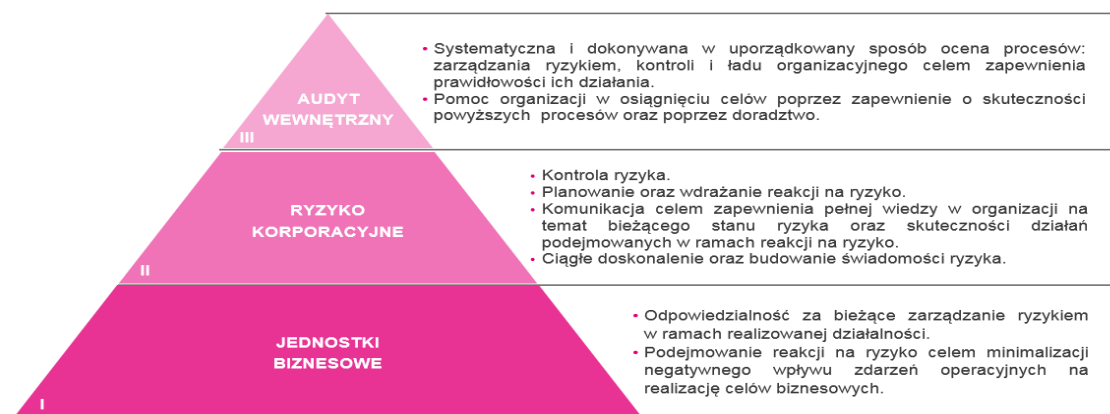 • Systematyczna i dokonywana w uporządkowany sposób ocena procesów:
zarządzania ryzykiem, kontroli i ładu organizacyjnego celem zapewnienia
prawidłowości ich działania.
• Pomoc organizacji w osiągnięciu celów poprzez zapewnienie o skuteczności
powyższych procesów oraz poprzez doradztwo.
AUDYT
WEWNĘTRZNY
III
• Kontrola ryzyka.
• Planowanie oraz wdrażanie reakcji na ryzyko.
• Komunikacja celem zapewnienia pełnej wiedzy w organizacji na
temat bieżącego stanu ryzyka oraz skuteczności działań
podejmowanych w ramach reakcji na ryzyko.
• Ciągłe doskonalenie oraz budowanie świadomości ryzyka.
RYZYKO
KORPORACYJNE
II
• Odpowiedzialność za bieżące zarządzanie ryzykiem
w ramach realizowanej działalności.
• Podejmowanie reakcji na ryzyko celem minimalizacji
negatywnego wpływu zdarzeń operacyjnych na
realizację celów biznesowych.
JEDNOSTKI
BIZNESOWE
I